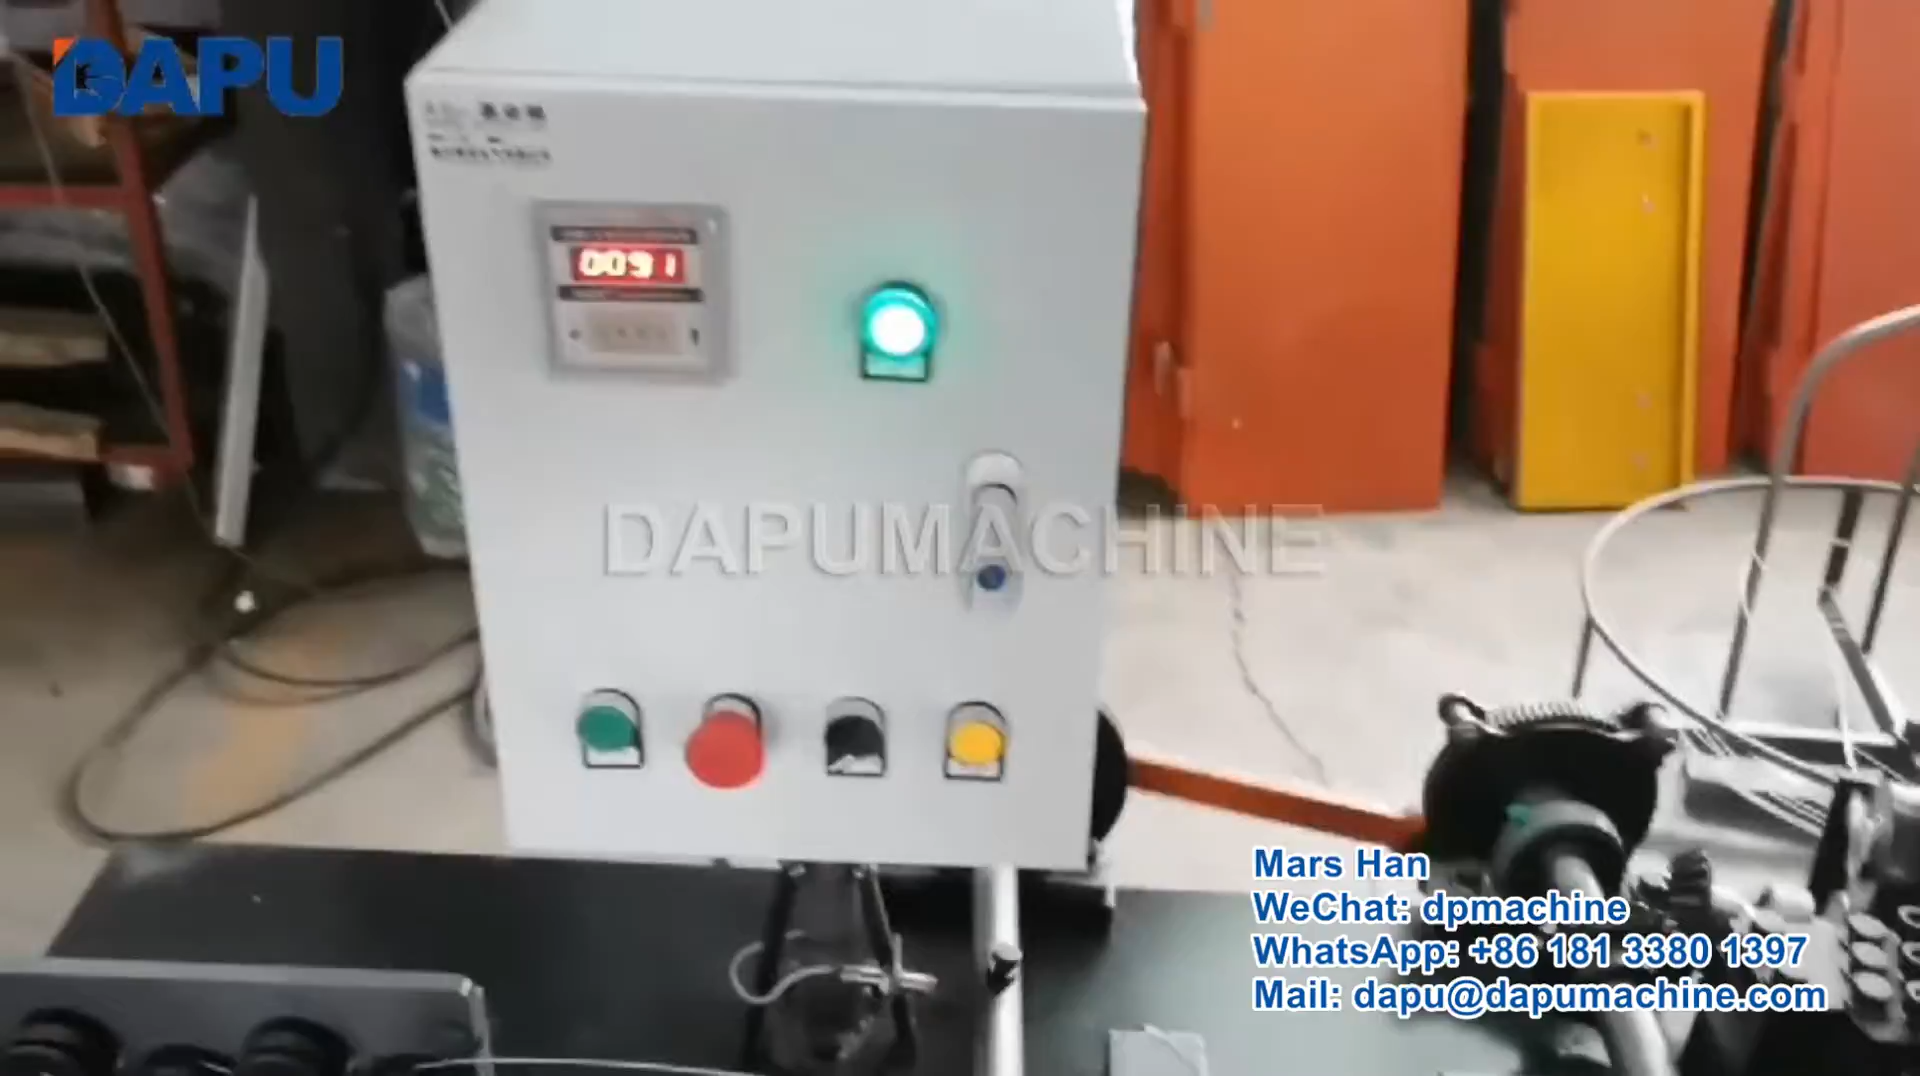 DAPU
0091
DAPUMACHINE
Mars Han
WeChat: dpmachine
WhatsApp: +86 181 3380 1397
Mail: dapu@dapumachine.com